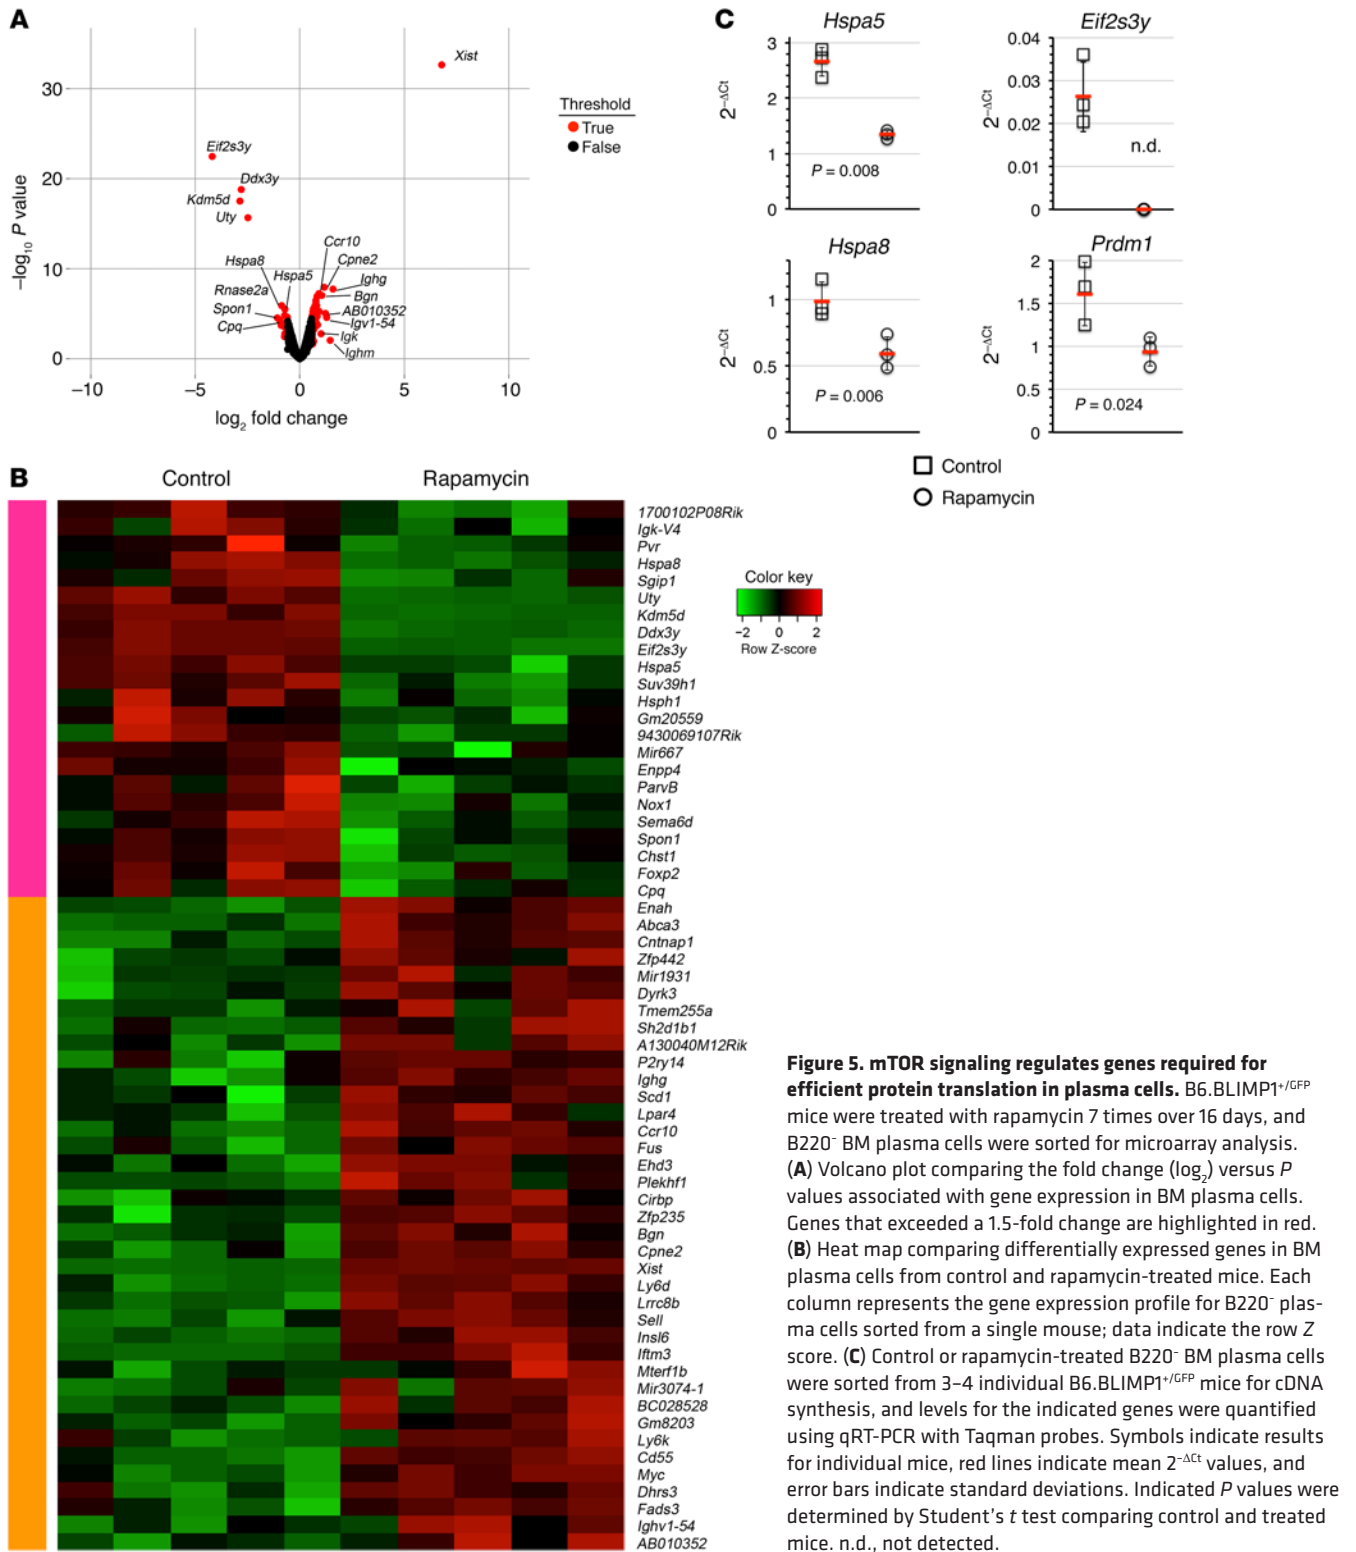 A
30
20
10
0
−10
−5
0
5
10
−log10 P value
log2 fold change
Xist
Eif2s3y
Ddx3y
Kdm5d
Uty
Ccr10
Cpne2
Hspa8
Hspa5
Ighg
Rnase2a
Bgn
Spon1
AB010352
Cpq
Igv1-54
Igk
Ighm
Threshold
True
False
C
Hspa5
2−ΔCt
3
2
1
0
P = 0.008
Eif2s3y
2−ΔCt
0.04
0.03
0.02
0.01
0
n.d.
Hspa8
2−ΔCt
1
0.5
0
P = 0.006
Prdm1
2−ΔCt
2
1.5
1
0.5
0
P = 0.024
Control
Rapamycin
B
Control
Rapamycin
1700102P08Rik
Igk-V4
Pvr
Hspa8
Sgip1
Uty
Kdm5d
Ddx3y
Eif2s3y
Hspa5
Suv39h1
Hsph1
Gm20559
9430069107Rik
Mir667
Enpp4
ParvB
Nox1
Sema6d
Spon1
Chst1
Foxp2
Cpq
Enah
Abca3
Cntnap1
Zfp442
Mir1931
Dyrk3
Tmem255a
Sh2d1b1
A130040M12Rik
P2ry14
Ighg
Scd1
Lpar4
Ccr10
Fus
Ehd3
Plekhf1
Cirbp
Zfp235
Bgn
Cpne2
Xist
Ly6d
Lrrc8b
Sell
Insl6
Iftm3
Mterf1b
Mir3074-1
BC028528
Gm8203
Ly6k
Cd55
Myc
Dhrs3
Fads3
Ighv1-54
AB010352
Color key
−2 0 2
Row Z-score
Figure 5. mTOR signaling regulates genes required for
efficient protein translation in plasma cells. B6.BLIMP1+/GFP
mice were treated with rapamycin 7 times over 16 days, and
B220- BM plasma cells were sorted for microarray analysis.
(A) Volcano plot comparing the fold change (log2) versus P
values associated with gene expression in BM plasma cells.
Genes that exceeded a 1.5-fold change are highlighted in red.
(B) Heat map comparing differentially expressed genes in BM
plasma cells from control and rapamycin-treated mice. Each
column represents the gene expression profile for B220- plas-
ma cells sorted from a single mouse; data indicate the row Z
score. (C) Control or rapamycin-treated B220- BM plasma cells
were sorted from 3–4 individual B6.BLIMP1+/GFP mice for cDNA
synthesis, and levels for the indicated genes were quantified
using qRT-PCR with Taqman probes. Symbols indicate results
for individual mice, red lines indicate mean 2−ΔCt values, and
error bars indicate standard deviations. Indicated P values were
determined by Student's t test comparing control and treated
mice. n.d., not detected.